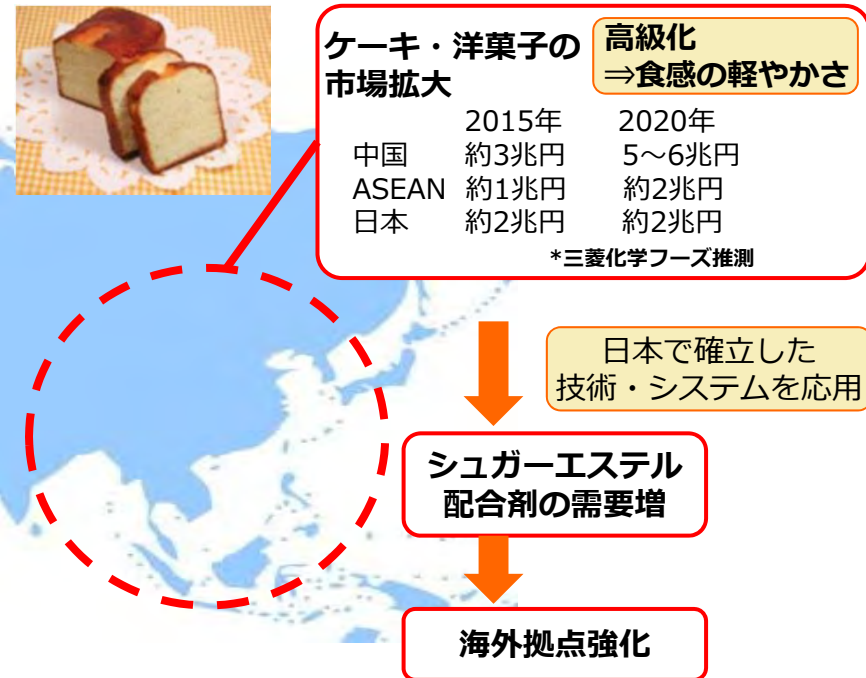 ケーキ・洋菓子の
市場拡大
高級化
⇒食感の軽やかさ
2015年 2020年
中国 約3兆円 5～6兆円
ASEAN 約1兆円 約2兆円
日本 約2兆円 約2兆円
*三菱化学フーズ推測
日本で確立した
技術・システムを応用
シュガーエステル
配合剤の需要増
海外拠点強化